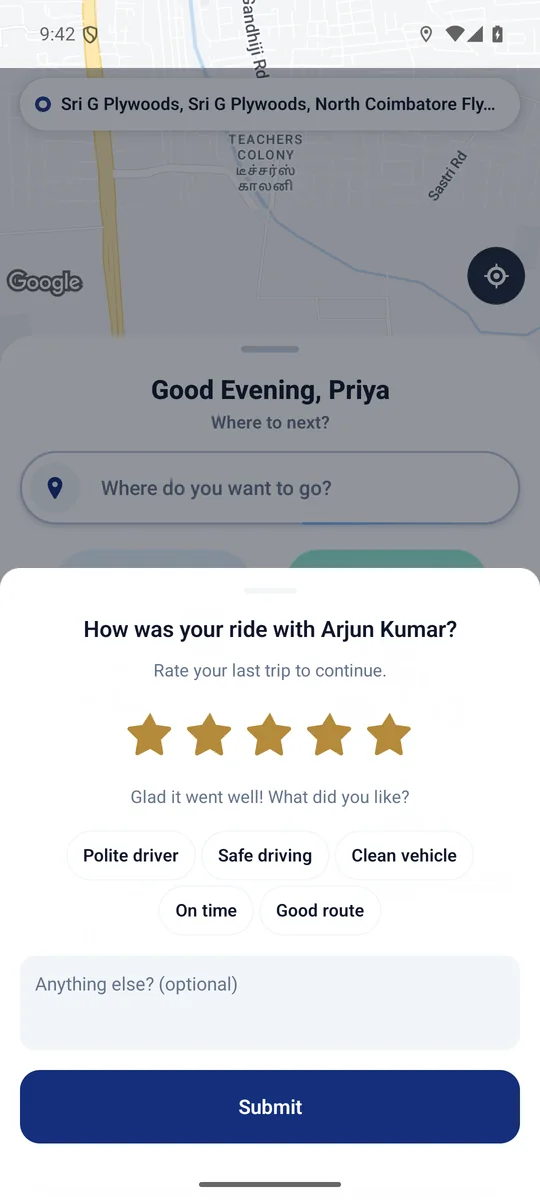 9:42
Gandhiji Rd
Sri G Plywoods, Sri G Plywoods, North Coimbatore Fly...
TEACHERS
COLONY
டீச்சர்ஸ்
காலனி
Sastri Rd
Google
Good Evening, Priya
Where to next?
Where do you want to go?
How was your ride with Arjun Kumar?
Rate your last trip to continue.
Glad it went well! What did you like?
Polite driver
Safe driving
Clean vehicle
On time
Good route
Anything else? (optional)
Submit